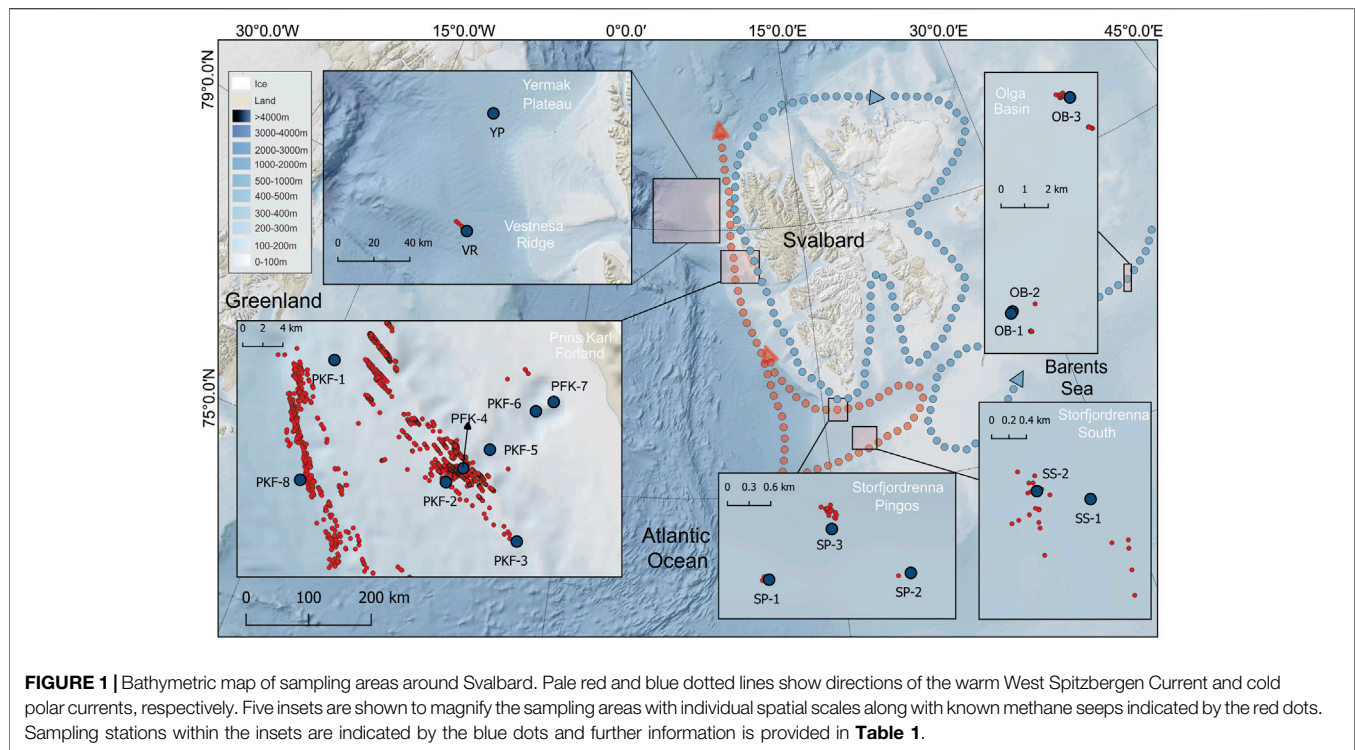 30°0.0'W 15°0.0'W 0°0.0' 15°0.0'E 30°0.0'E 45°0.0'E
79°0.0'N
75°0.0'N
Ice
Land
>4000m
3000-4000m
2000-3000m
1000-2000m
500-1000m
400-500m
300-400m
200-300m
100-200m
0-100m
Yermak
Plateau
YP
Vestnesa
Ridge
VR
0 20 40 km
Greenland
Svalbard
Olga
Basin
OB-3
0 1 2 km
OB-2
OB-1
Barents
Sea
0 2 4 km
Prins Karl
Forland
PKF-1
PFK-7
PKF-6
PFK-4
PKF-5
PKF-8
PKF-2
PKF-3
0 100 200 km
Atlantic
Ocean
0 0.3 0.6 km
Storfjordrenna
Pingos
SP-3
SP-1
SP-2
Storfjordrenna
South
0 0.2 0.4 km
SS-2
SS-1
FIGURE 1 | Bathymetric map of sampling areas around Svalbard. Pale red and blue dotted lines show directions of the warm West Spitzbergen Current and cold
polar currents, respectively. Five insets are shown to magnify the sampling areas with individual spatial scales along with known methane seeps indicated by the red dots.
Sampling stations within the insets are indicated by the blue dots and further information is provided in Table 1.